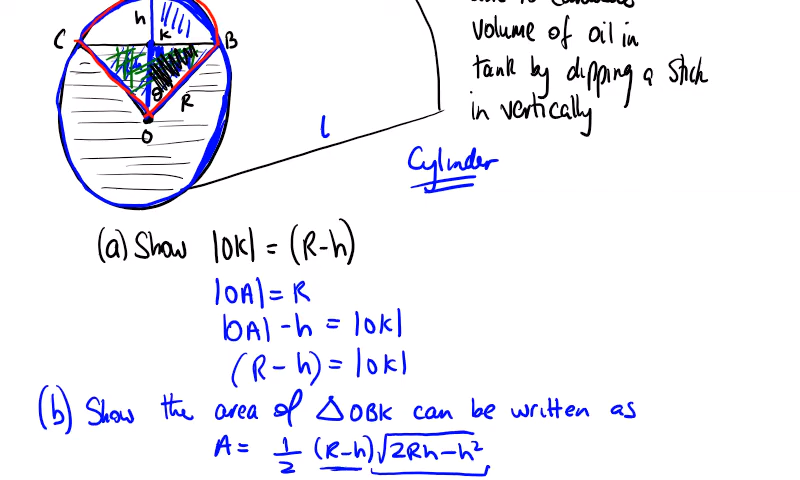 volume of oil in
tank by dipping a stick
in vertically
h
C
K
B
θ
R
O
l
Cylinder
(a) Show |OK| = (R-h)
|OA| = R
|OA| - h = |OK|
(R - h) = |OK|
(b) Show the area of △OBK can be written as
A = 1/2 (R-h)√2Rh-h²